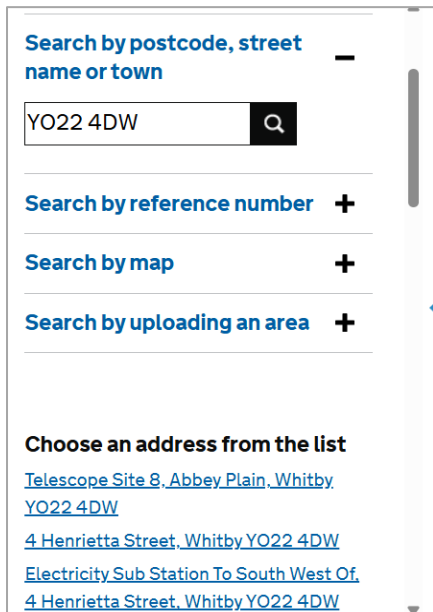 Search by postcode, street
name or town
YO22 4DW
Search by reference number
Search by map
Search by uploading an area
Choose an address from the list
Telescope Site 8, Abbey Plain, Whitby
YO22 4DW
4 Henrietta Street, Whitby YO22 4DW
Electricity Sub Station To South West Of,
4 Henrietta Street, Whitby YO22 4DW